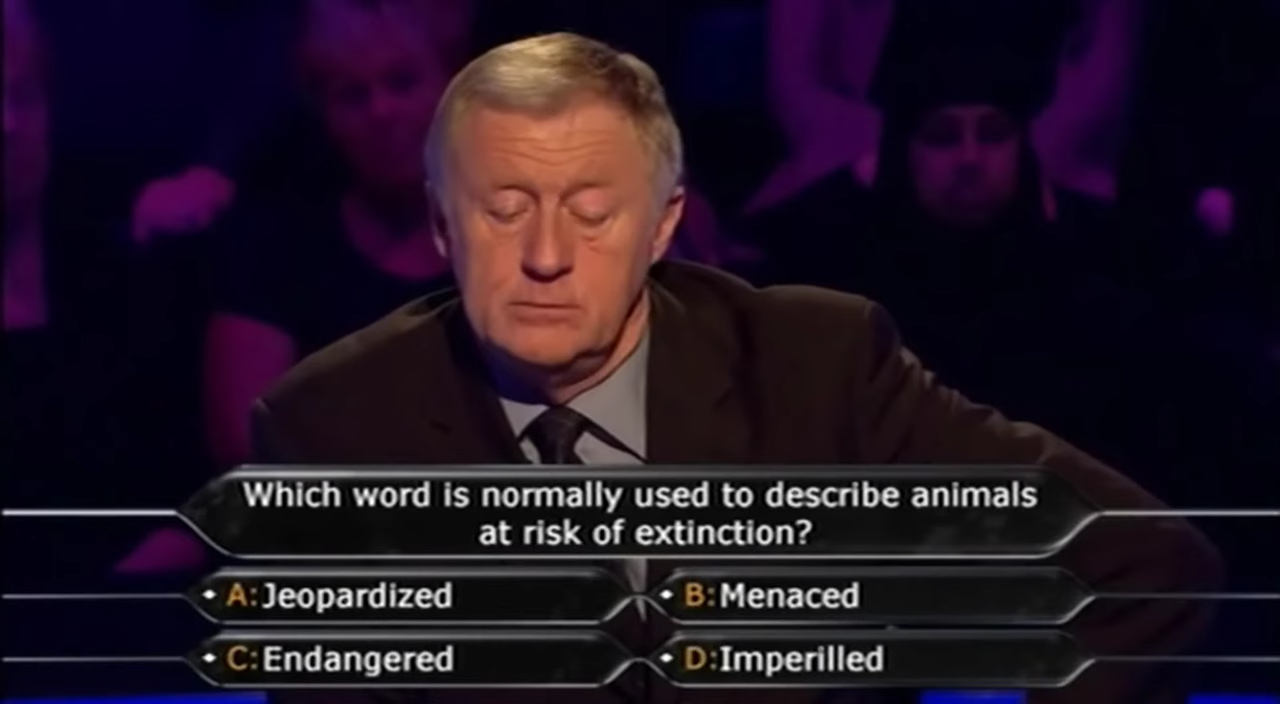 Which word is normally used to describe animals
at risk of extinction?
A:Jeopardized
B:Menaced
C:Endangered
D:Imperilled